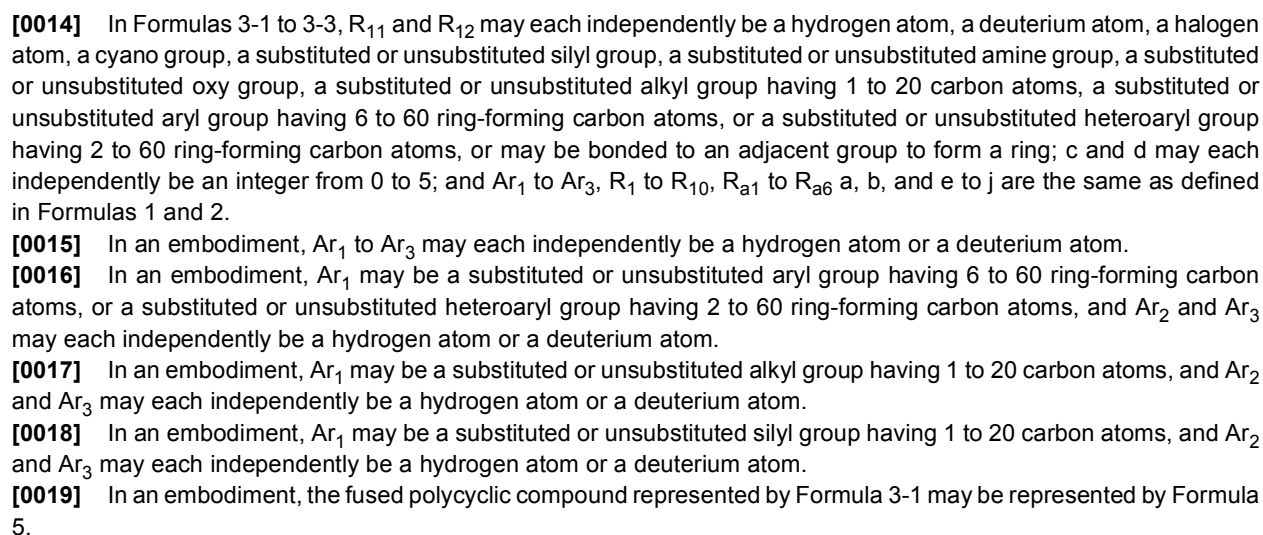 [0014] In Formulas 3-1 to 3-3, R₁₁ and R₁₂ may each independently be a hydrogen atom, a deuterium atom, a halogen
atom, a cyano group, a substituted or unsubstituted silyl group, a substituted or unsubstituted amine group, a substituted
or unsubstituted oxy group, a substituted or unsubstituted alkyl group having 1 to 20 carbon atoms, a substituted or
unsubstituted aryl group having 6 to 60 ring-forming carbon atoms, or a substituted or unsubstituted heteroaryl group
having 2 to 60 ring-forming carbon atoms, or may be bonded to an adjacent group to form a ring; c and d may each
independently be an integer from 0 to 5; and Ar₁ to Ar₃, R₁ to R₁₀, Rₐ₁ to Rₐ₆ a, b, and e to j are the same as defined
in Formulas 1 and 2.
[0015] In an embodiment, Ar₁ to Ar₃ may each independently be a hydrogen atom or a deuterium atom.
[0016] In an embodiment, Ar₁ may be a substituted or unsubstituted aryl group having 6 to 60 ring-forming carbon
atoms, or a substituted or unsubstituted heteroaryl group having 2 to 60 ring-forming carbon atoms, and Ar₂ and Ar₃
may each independently be a hydrogen atom or a deuterium atom.
[0017] In an embodiment, Ar₁ may be a substituted or unsubstituted alkyl group having 1 to 20 carbon atoms, and Ar₂
and Ar₃ may each independently be a hydrogen atom or a deuterium atom.
[0018] In an embodiment, Ar₁ may be a substituted or unsubstituted silyl group having 1 to 20 carbon atoms, and Ar₂
and Ar₃ may each independently be a hydrogen atom or a deuterium atom.
[0019] In an embodiment, the fused polycyclic compound represented by Formula 3-1 may be represented by Formula
5.